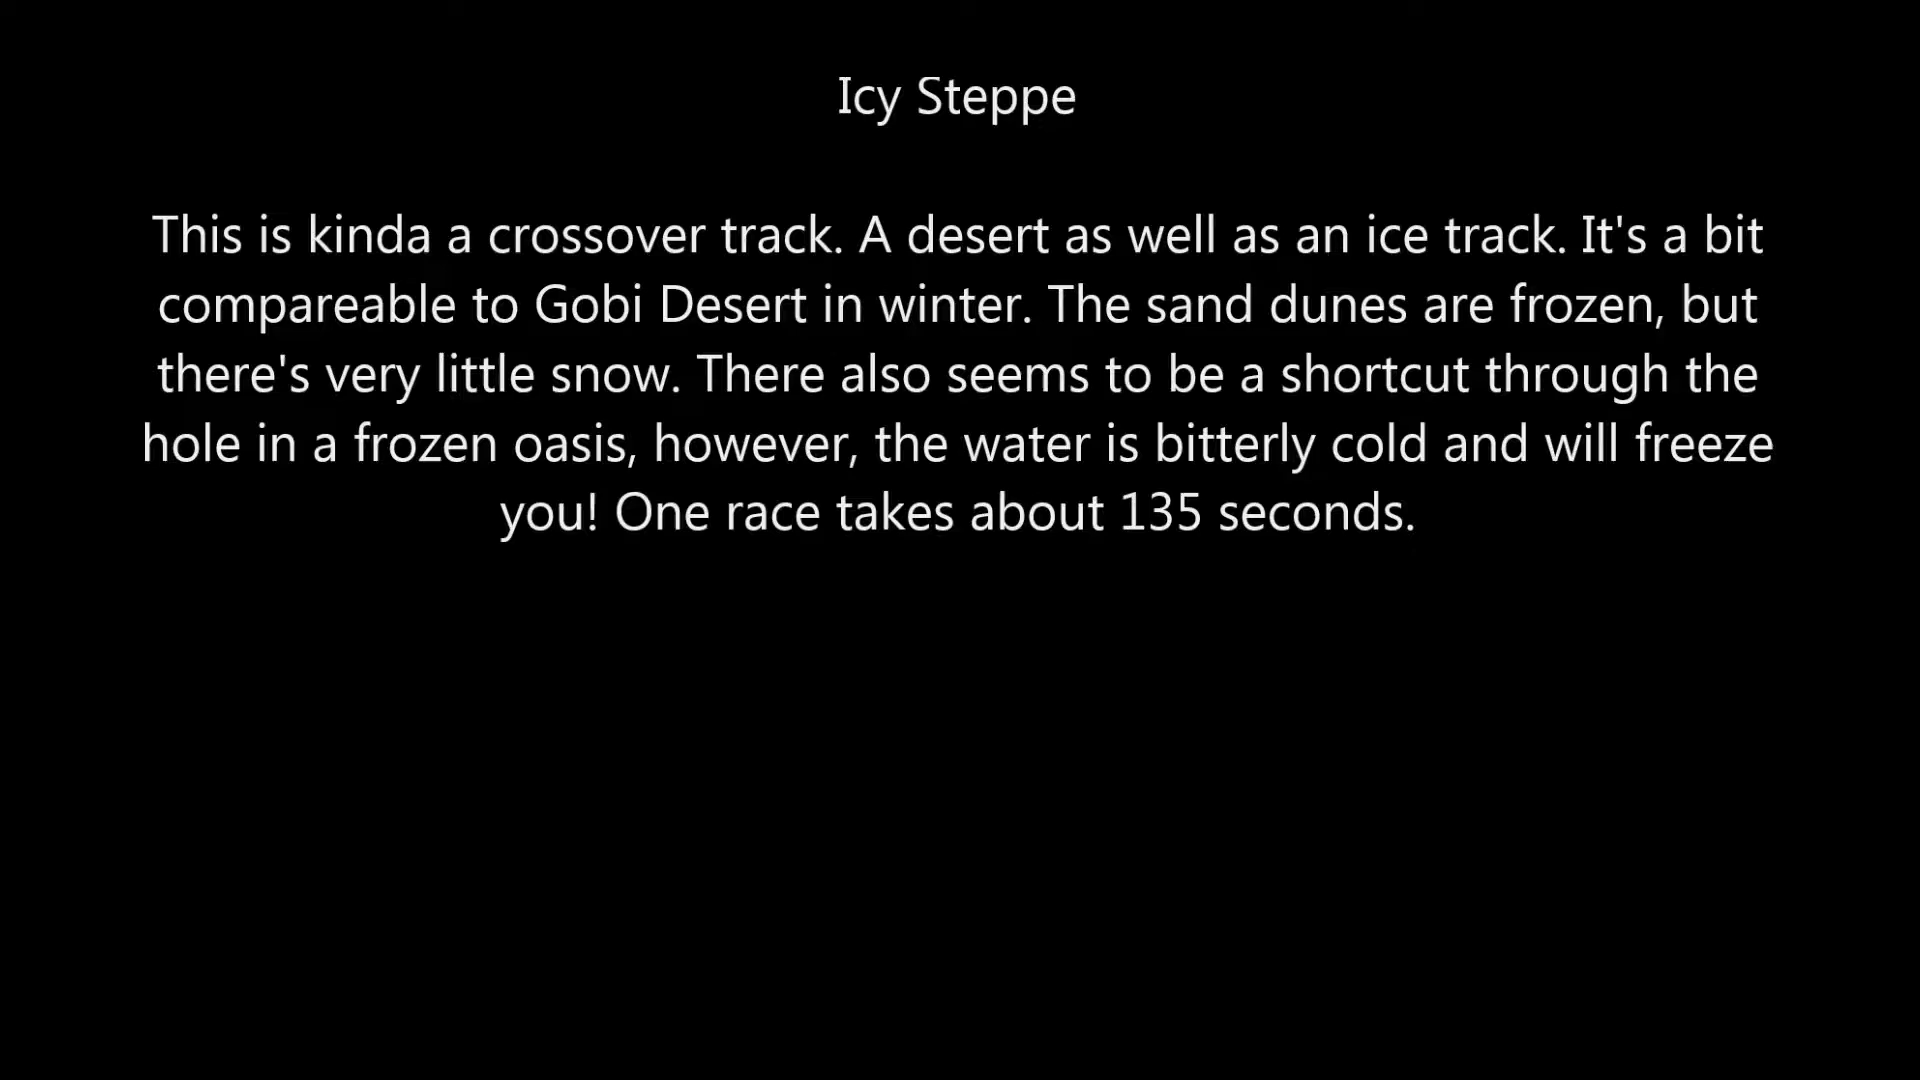 Icy Steppe
This is kinda a crossover track. A desert as well as an ice track. It's a bit
compareable to Gobi Desert in winter. The sand dunes are frozen, but
there's very little snow. There also seems to be a shortcut through the
hole in a frozen oasis, however, the water is bitterly cold and will freeze
you! One race takes about 135 seconds.